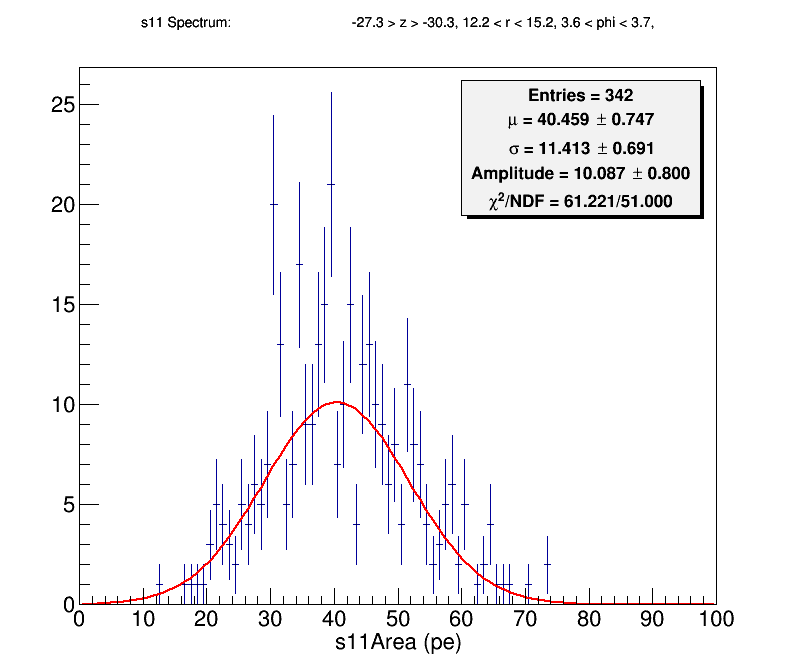 s11 Spectrum: -27.3 > z > -30.3, 12.2 < r < 15.2, 3.6 < phi < 3.7,
Entries = 342
μ = 40.459 ± 0.747
σ = 11.413 ± 0.691
Amplitude = 10.087 ± 0.800
χ²/NDF = 61.221/51.000
25
20
15
10
5
0
0 10 20 30 40 50 60 70 80 90 100
s11Area (pe)